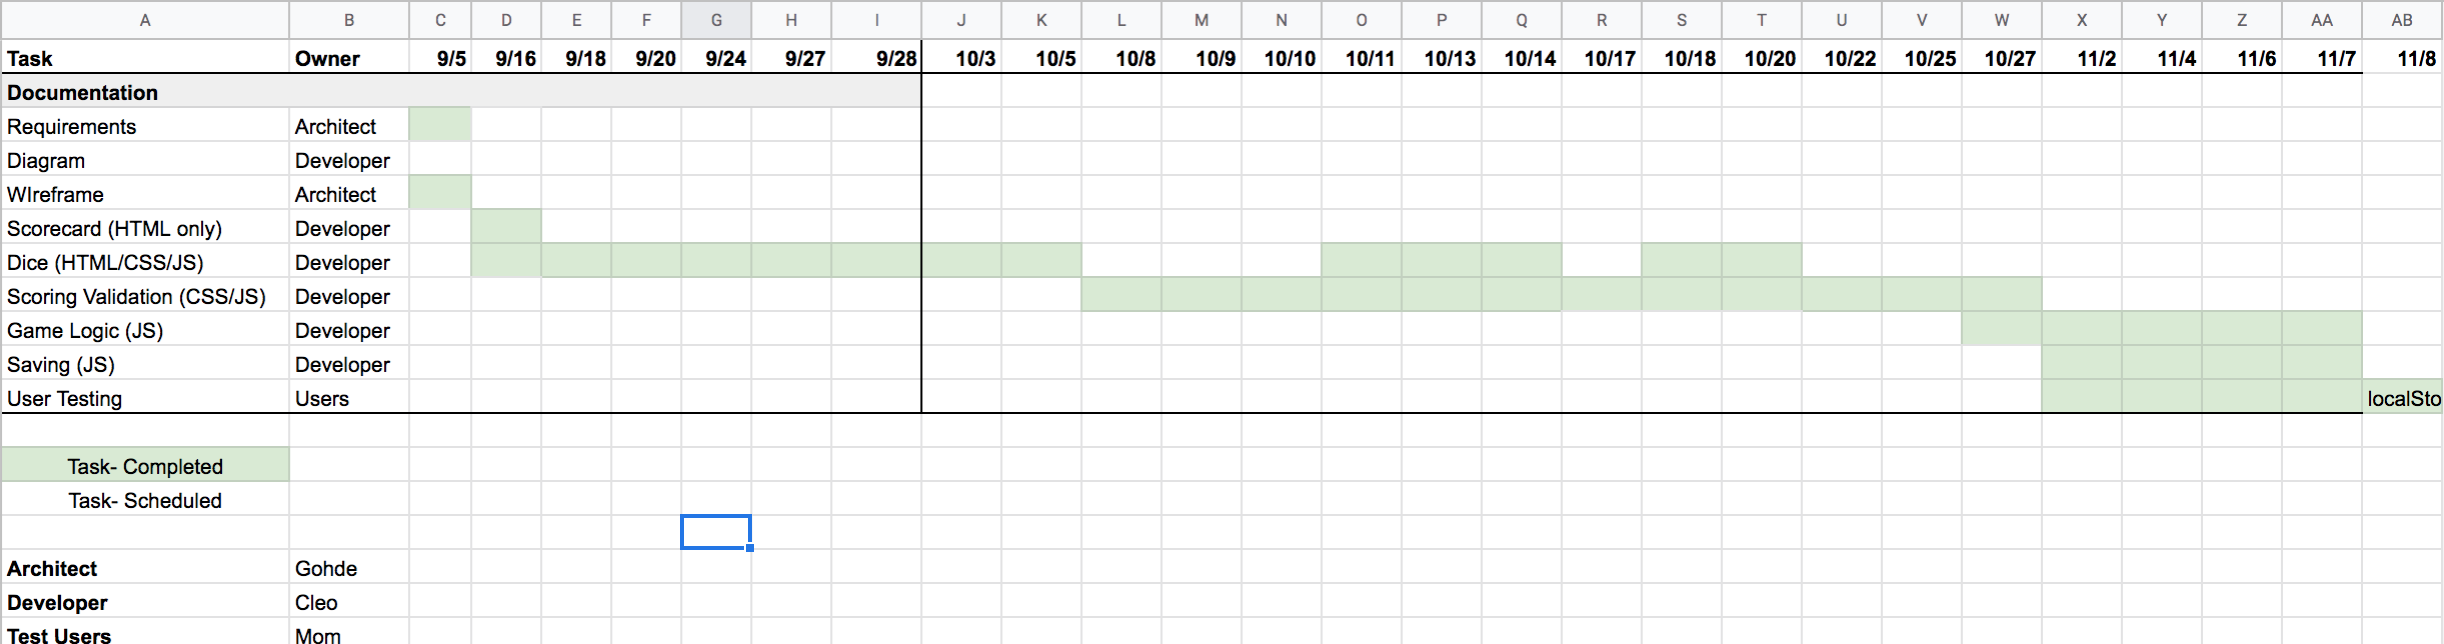 A B C D E F G H I J K L M N O P Q R S T U V W X Y Z AA AB
Task Owner 9/5 9/16 9/18 9/20 9/24 9/27 9/28 10/3 10/5 10/8 10/9 10/10 10/11 10/13 10/14 10/17 10/18 10/20 10/22 10/25 10/27 11/2 11/4 11/6 11/7 11/8
Documentation
Requirements Architect
Diagram Developer
WIreframe Architect
Scorecard (HTML only) Developer
Dice (HTML/CSS/JS) Developer
Scoring Validation (CSS/JS) Developer
Game Logic (JS) Developer
Saving (JS) Developer
User Testing Users localSto
Task- Completed
Task- Scheduled
Architect Gohde
Developer Cleo
Test Users Mom